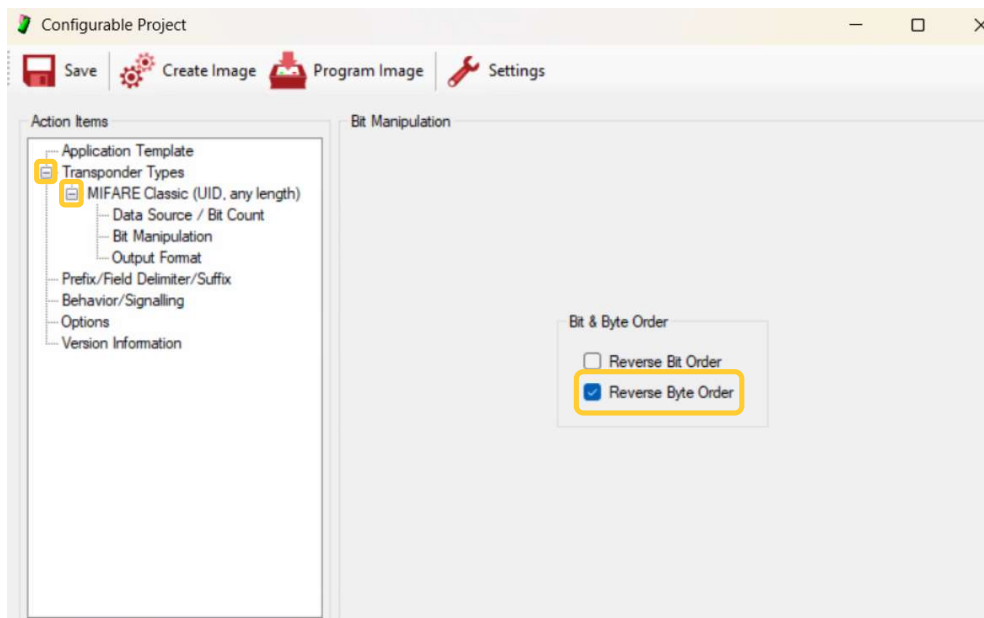 Configurable Project
Save Create Image Program Image Settings
Action Items
Application Template
Transponder Types
MIFARE Classic (UID, any length)
Data Source / Bit Count
Bit Manipulation
Output Format
Prefix/Field Delimiter/Suffix
Behavior/Signalling
Options
Version Information
Bit Manipulation
Bit & Byte Order
Reverse Bit Order
Reverse Byte Order